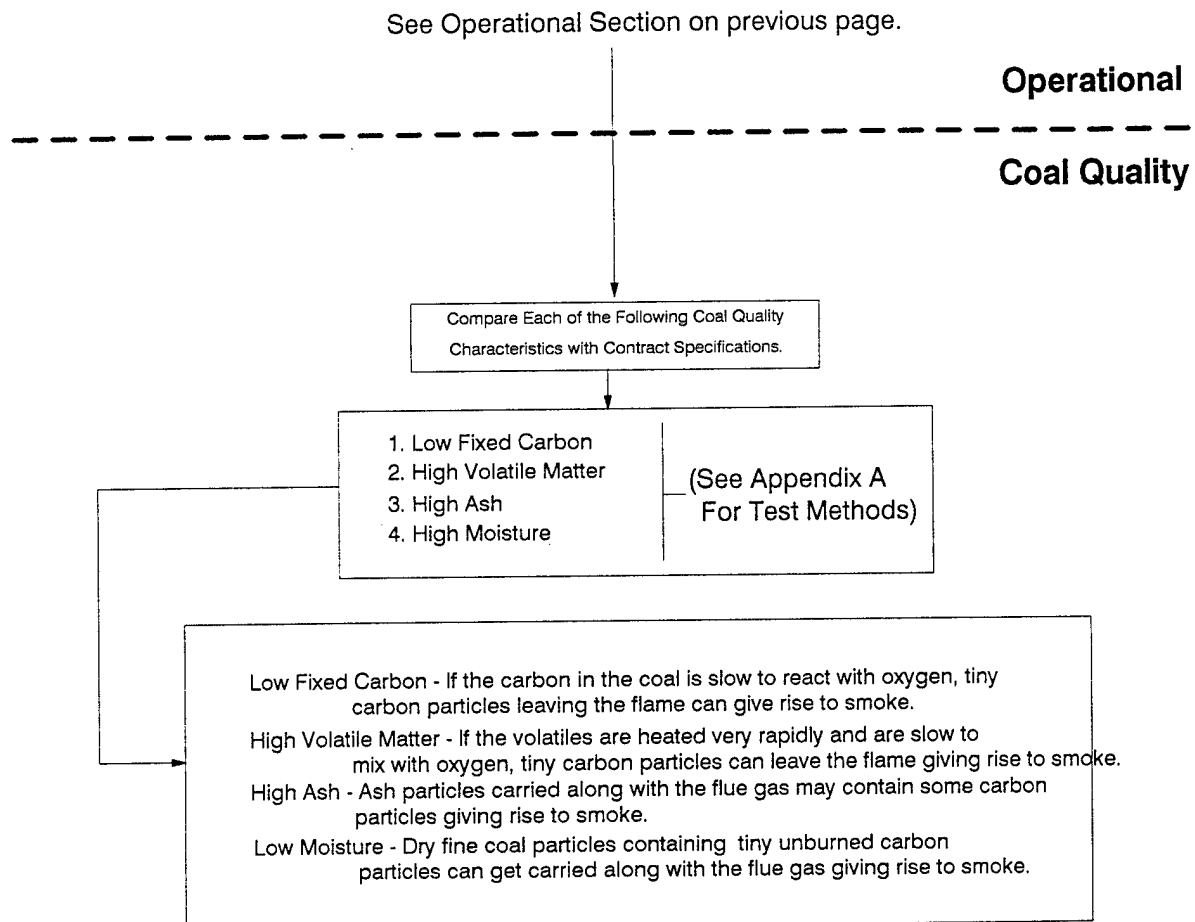 See Operational Section on previous page.
Operational
Coal Quality
Compare Each of the Following Coal Quality
Characteristics with Contract Specifications.
1. Low Fixed Carbon
2. High Volatile Matter
3. High Ash
4. High Moisture
(See Appendix A
For Test Methods)
Low Fixed Carbon - If the carbon in the coal is slow to react with oxygen, tiny
carbon particles leaving the flame can give rise to smoke.
High Volatile Matter - If the volatiles are heated very rapidly and are slow to
mix with oxygen, tiny carbon particles can leave the flame giving rise to smoke.
High Ash - Ash particles carried along with the flue gas may contain some carbon
particles giving rise to smoke.
Low Moisture - Dry fine coal particles containing tiny unburned carbon
particles can get carried along with the flue gas giving rise to smoke.